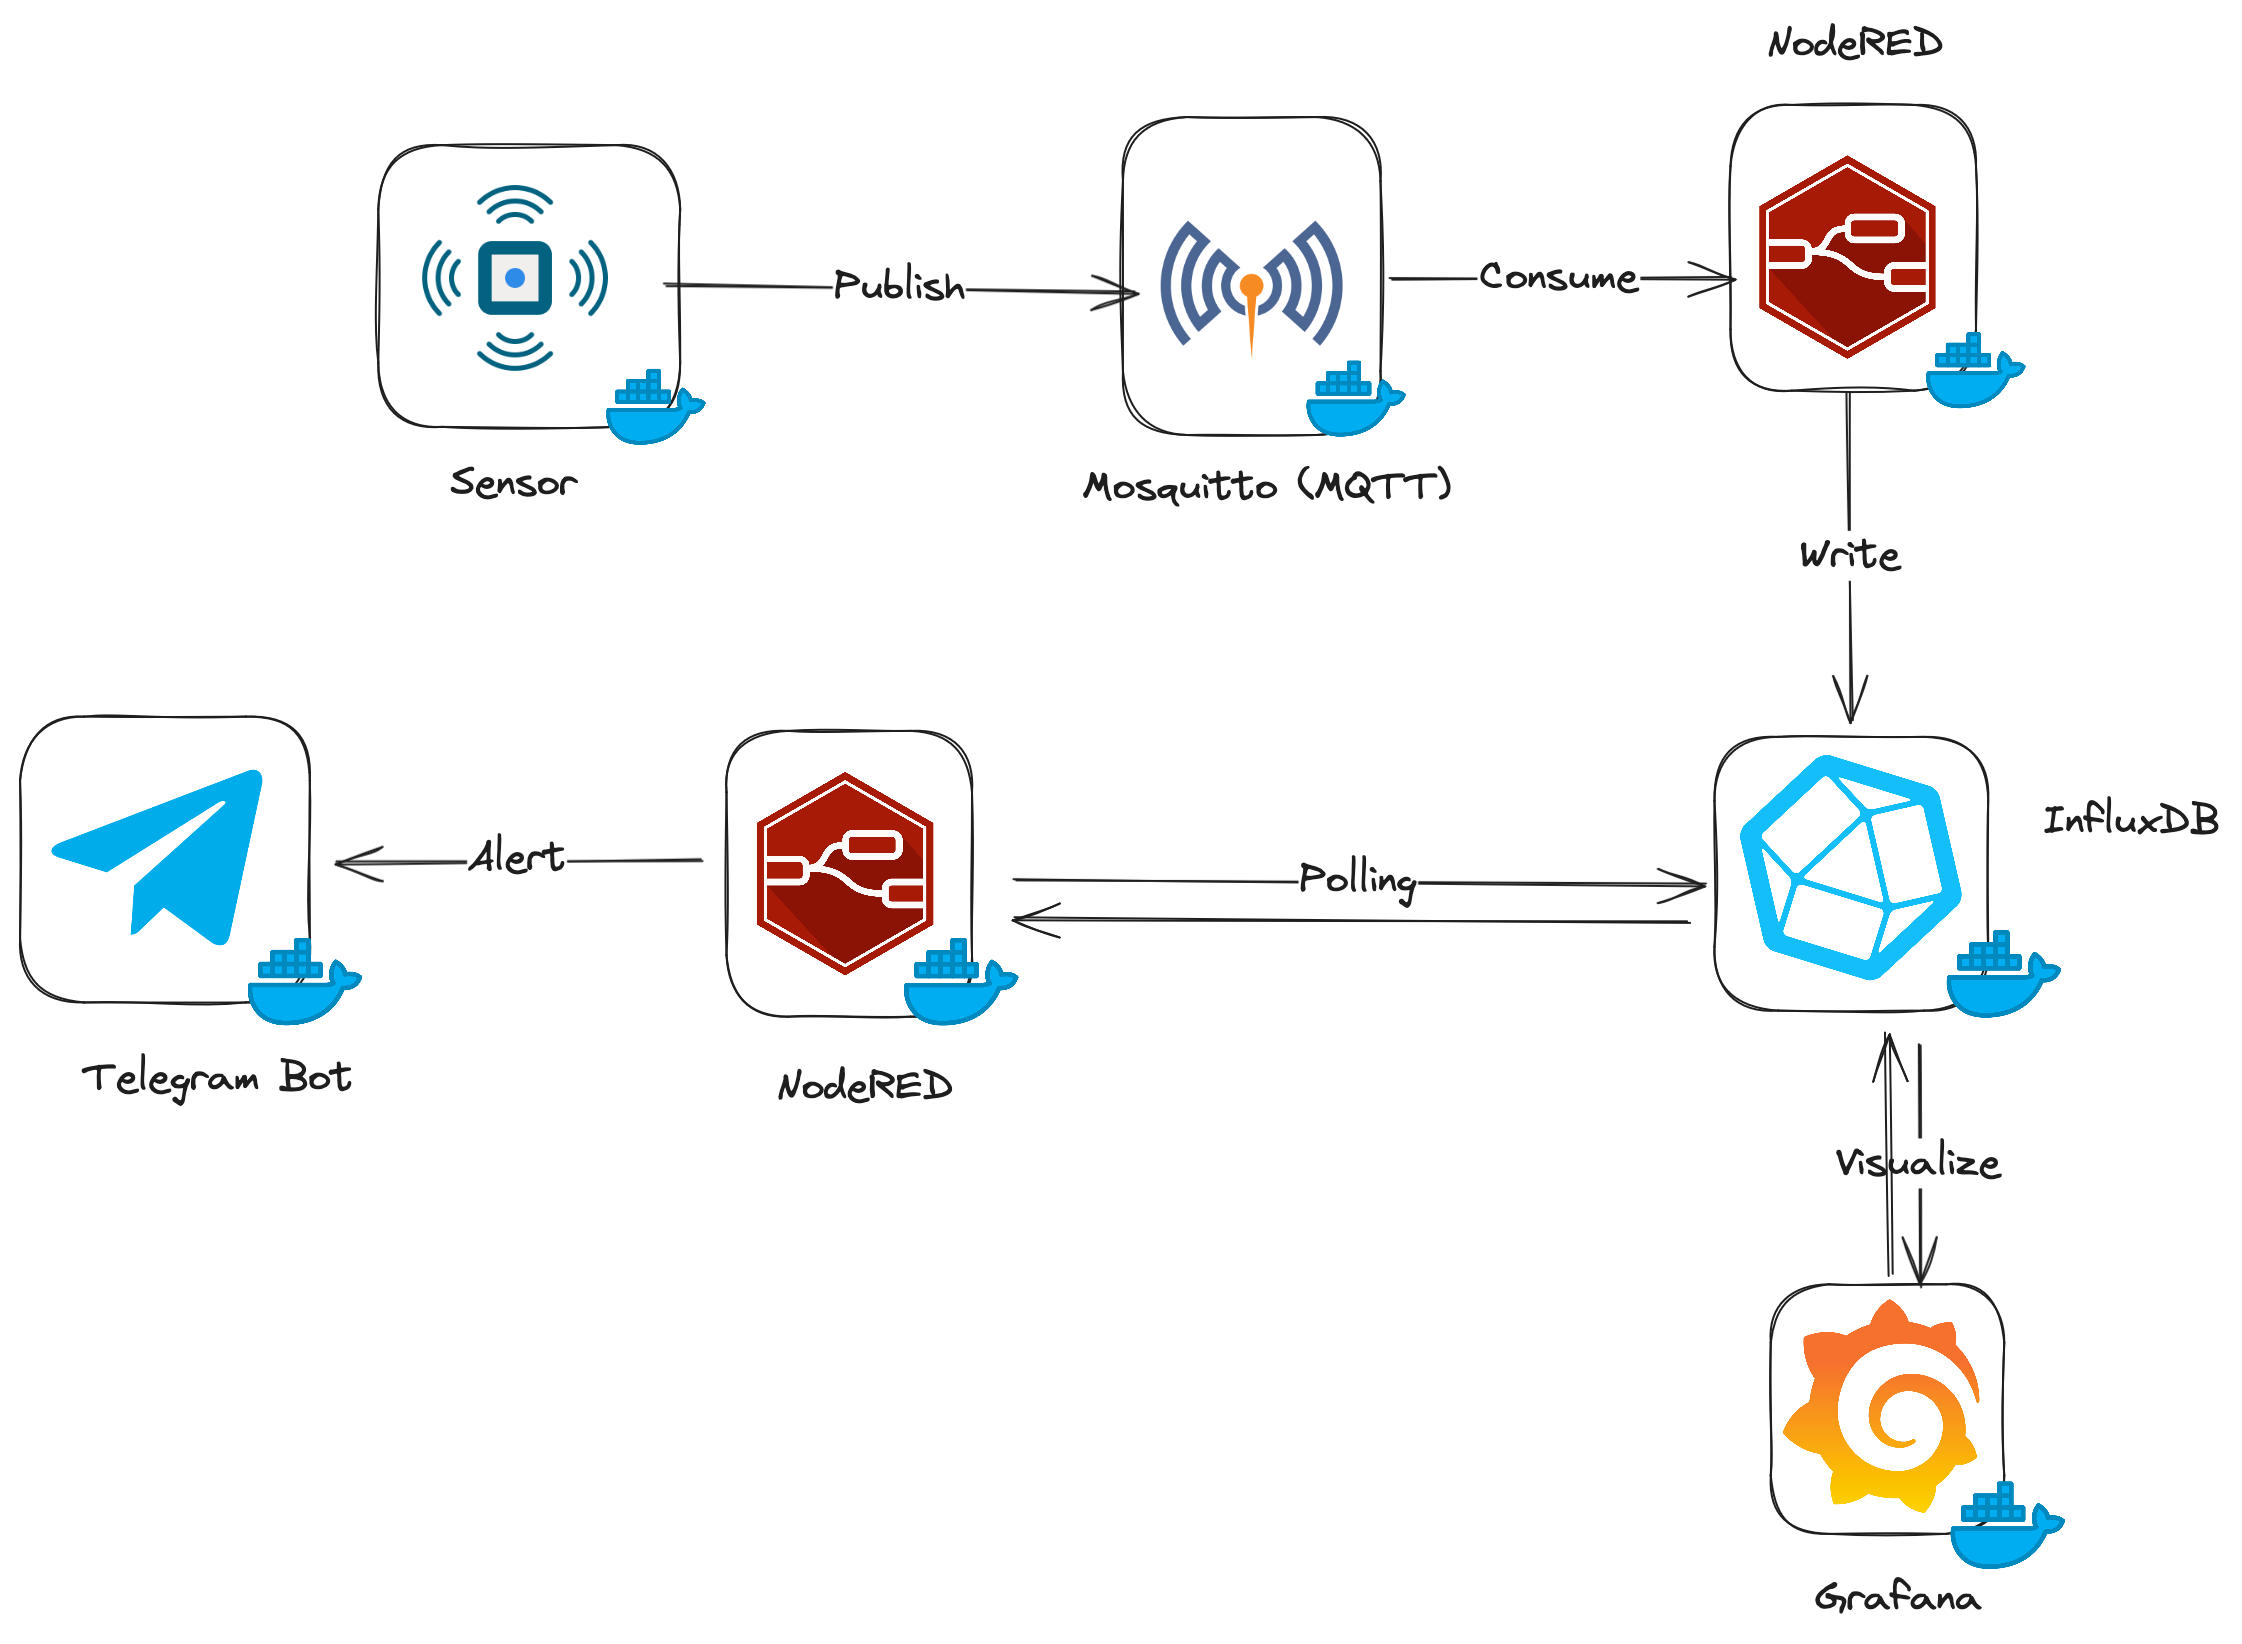 NodeRED
Publish
Consume
Sensor
Mosquitto (MQTT)
Write
InfluxDB
Alert
Polling
Telegram Bot
NodeRED
Visualize
Grafana